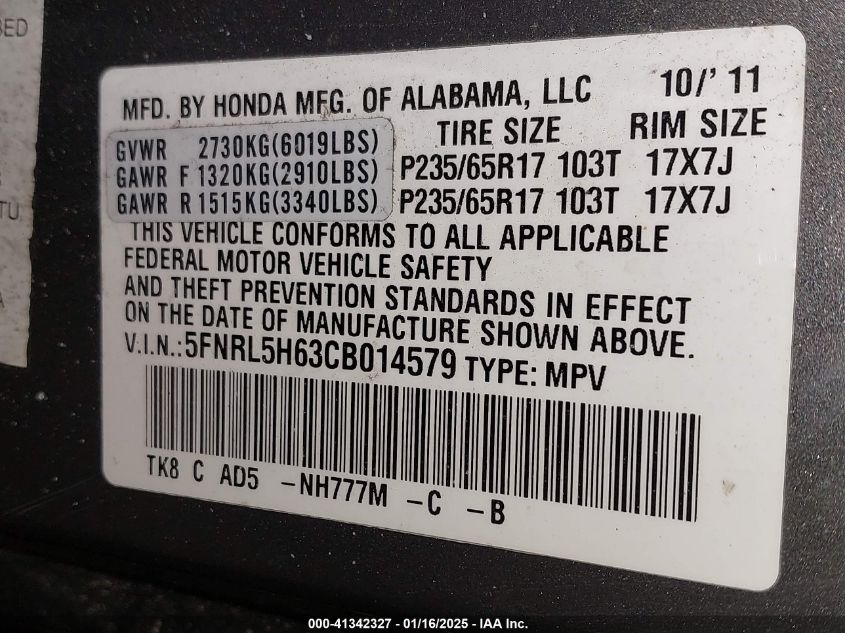 BED
TU
A
MFD. BY HONDA MFG. OF ALABAMA, LLC 10/'11
TIRE SIZE RIM SIZE
GVWR 2730KG(6019LBS)
GAWR F 1320KG(2910LBS) P235/65R17 103T 17X7J
GAWR R 1515KG(3340LBS) P235/65R17 103T 17X7J
THIS VEHICLE CONFORMS TO ALL APPLICABLE
FEDERAL MOTOR VEHICLE SAFETY
AND THEFT PREVENTION STANDARDS IN EFFECT
ON THE DATE OF MANUFACTURE SHOWN ABOVE.
V.I.N.:5FNRL5H63CB014579 TYPE: MPV
TK8 C AD5 -NH777M -C -B
000-41342327 - 01/16/2025 - IAA Inc.